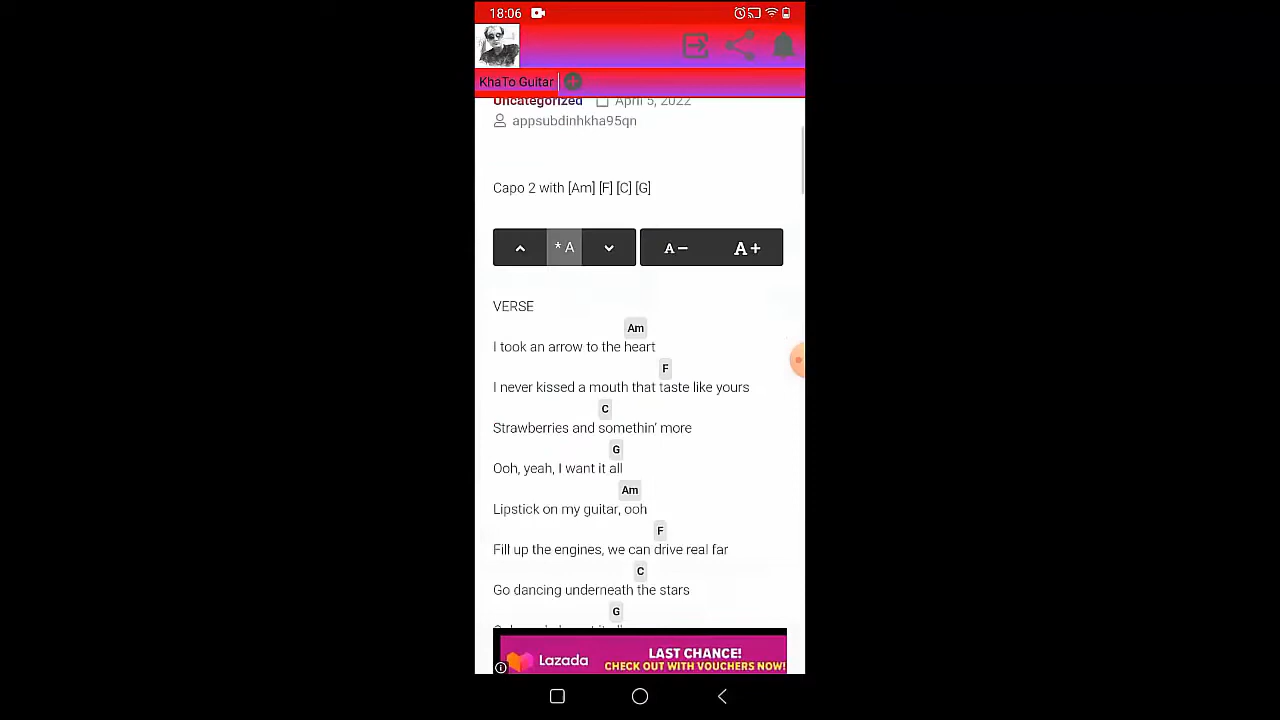 18:06
KhaTo Guitar
Uncategorized April 5, 2022
appsubdinhkha95qn
Capo 2 with [Am] [F] [C] [G]
* A A− A+
VERSE
Am
I took an arrow to the heart
F
I never kissed a mouth that taste like yours
C
Strawberries and somethin' more
G
Ooh, yeah, I want it all
Am
Lipstick on my guitar, ooh
F
Fill up the engines, we can drive real far
C
Go dancing underneath the stars
G
Lazada
LAST CHANCE!
CHECK OUT WITH VOUCHERS NOW!